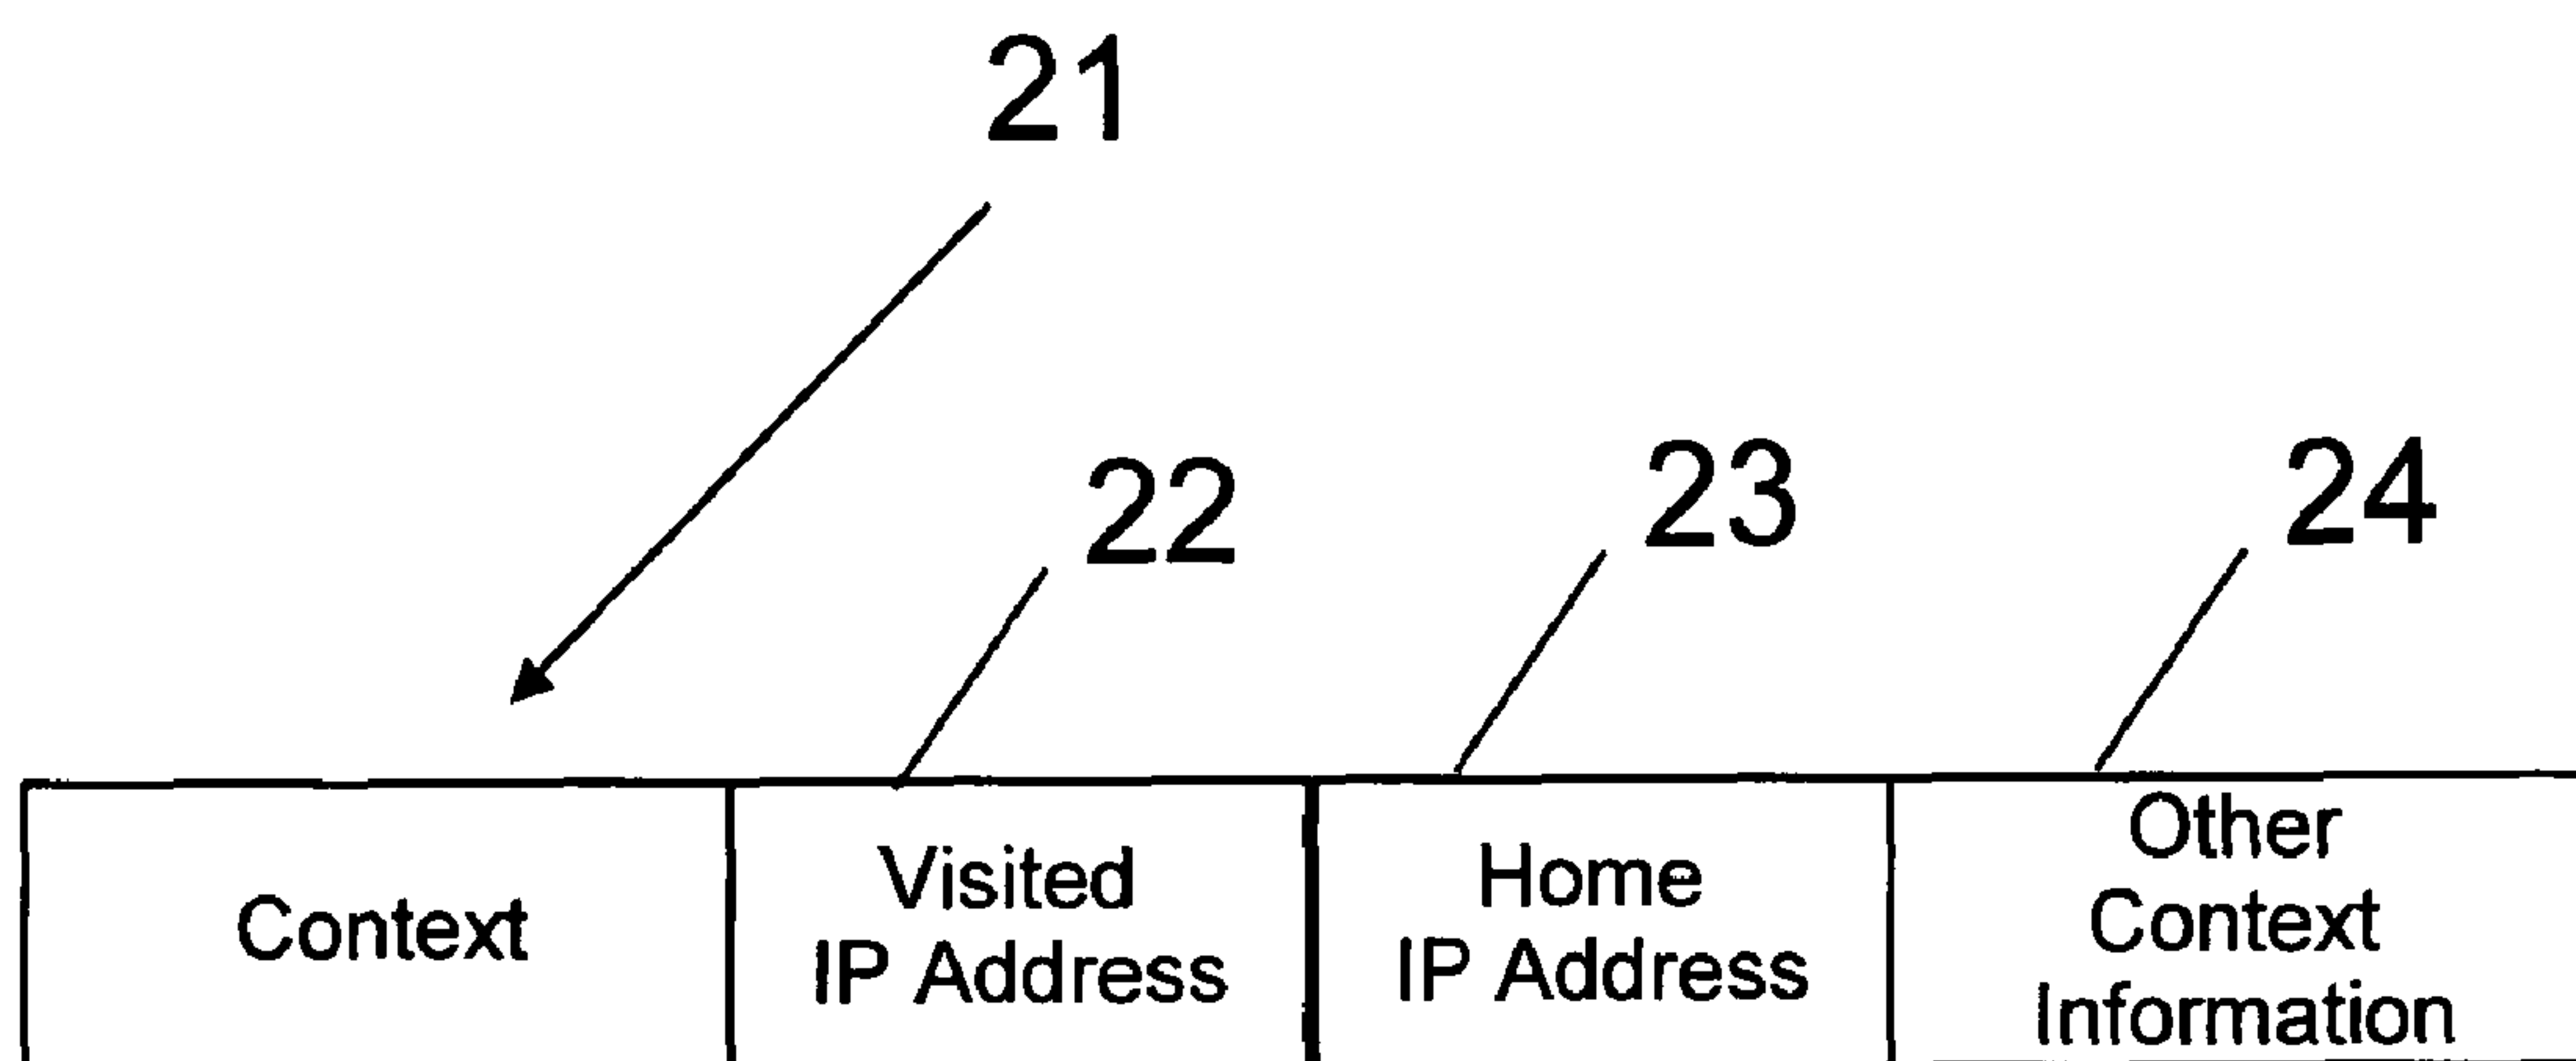 21
22
23
24
Context
Visited
IP Address
Home
IP Address
Other
Context
Information